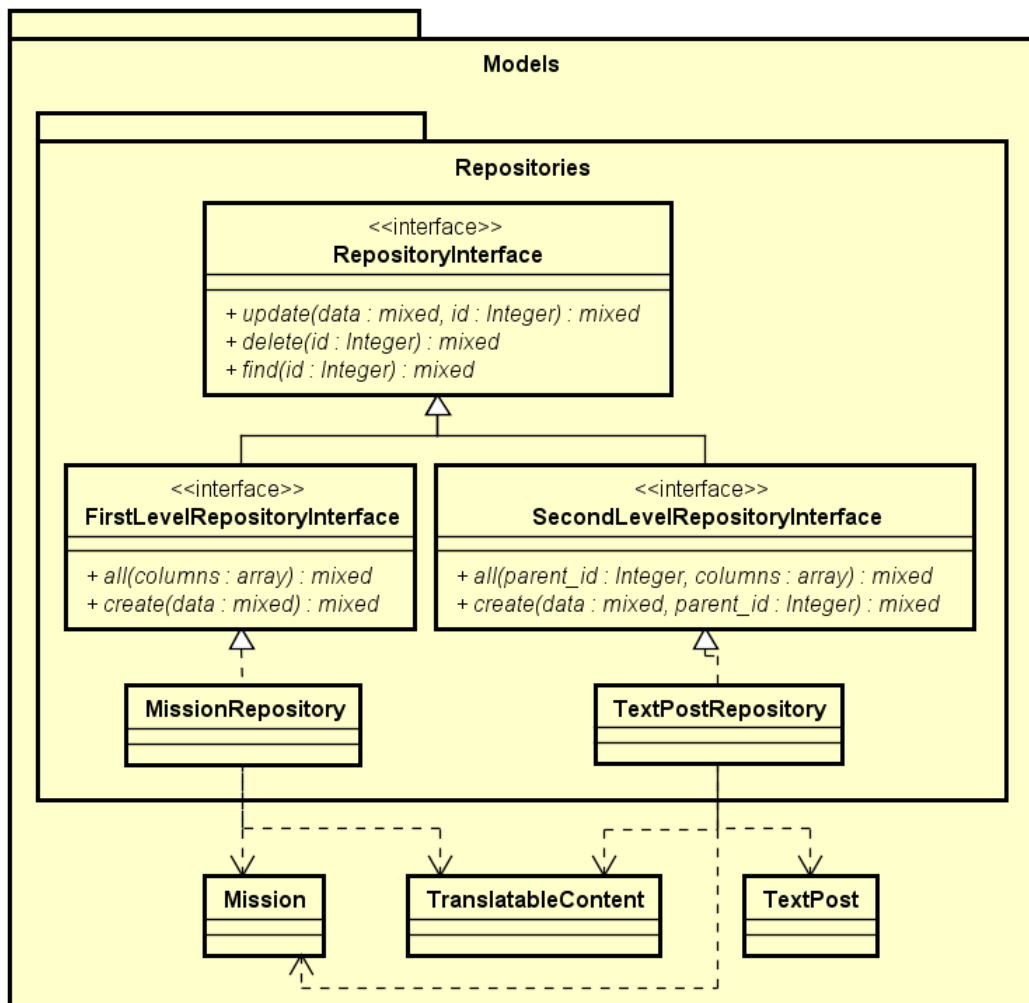 Models
Repositories
<<interface>>
RepositoryInterface
+ update(data : mixed, id : Integer) : mixed
+ delete(id : Integer) : mixed
+ find(id : Integer) : mixed
<<interface>>
FirstLevelRepositoryInterface
+ all(columns : array) : mixed
+ create(data : mixed) : mixed
<<interface>>
SecondLevelRepositoryInterface
+ all(parent_id : Integer, columns : array) : mixed
+ create(data : mixed, parent_id : Integer) : mixed
MissionRepository
TextPostRepository
Mission
TranslatableContent
TextPost